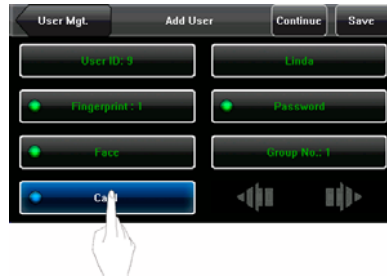 User Mgt.
Add User
Continue
Save
User ID: 9
Linda
Fingerprint : 1
Password
Face
Group No.: 1